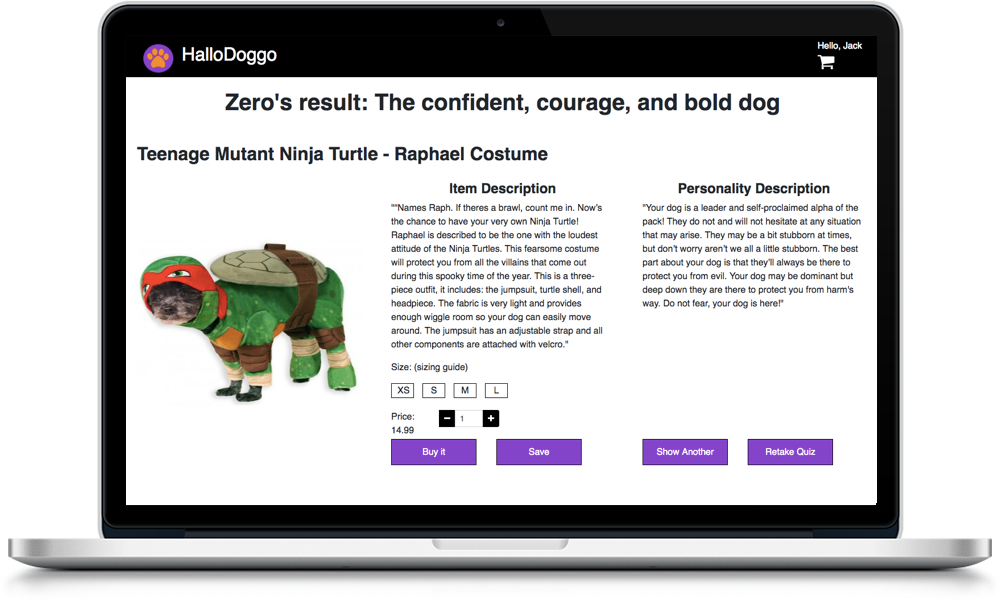 HalloDoggo
Hello, Jack
Zero's result: The confident, courage, and bold dog
Teenage Mutant Ninja Turtle - Raphael Costume
Item Description
""Names Raph. If theres a brawl, count me in. Now's
the chance to have your very own Ninja Turtle!
Raphael is described to be the one with the loudest
attitude of the Ninja Turtles. This fearsome costume
will protect you from all the villains that come out
during this spooky time of the year. This is a three-
piece outfit, it includes: the jumpsuit, turtle shell, and
headpiece. The fabric is very light and provides
enough wiggle room so your dog can easily move
around. The jumpsuit has an adjustable strap and all
other components are attached with velcro."
Size: (sizing guide)
XS S M L
Price:
14.99
- 1 +
Buy it
Save
Personality Description
"Your dog is a leader and self-proclaimed alpha of the
pack! They do not and will not hesitate at any situation
that may arise. They may be a bit stubborn at times,
but don't worry aren't we all a little stubborn. The best
part about your dog is that they'll always be there to
protect you from evil. Your dog may be dominant but
deep down they are there to protect you from harm's
way. Do not fear, your dog is here!"
Show Another
Retake Quiz